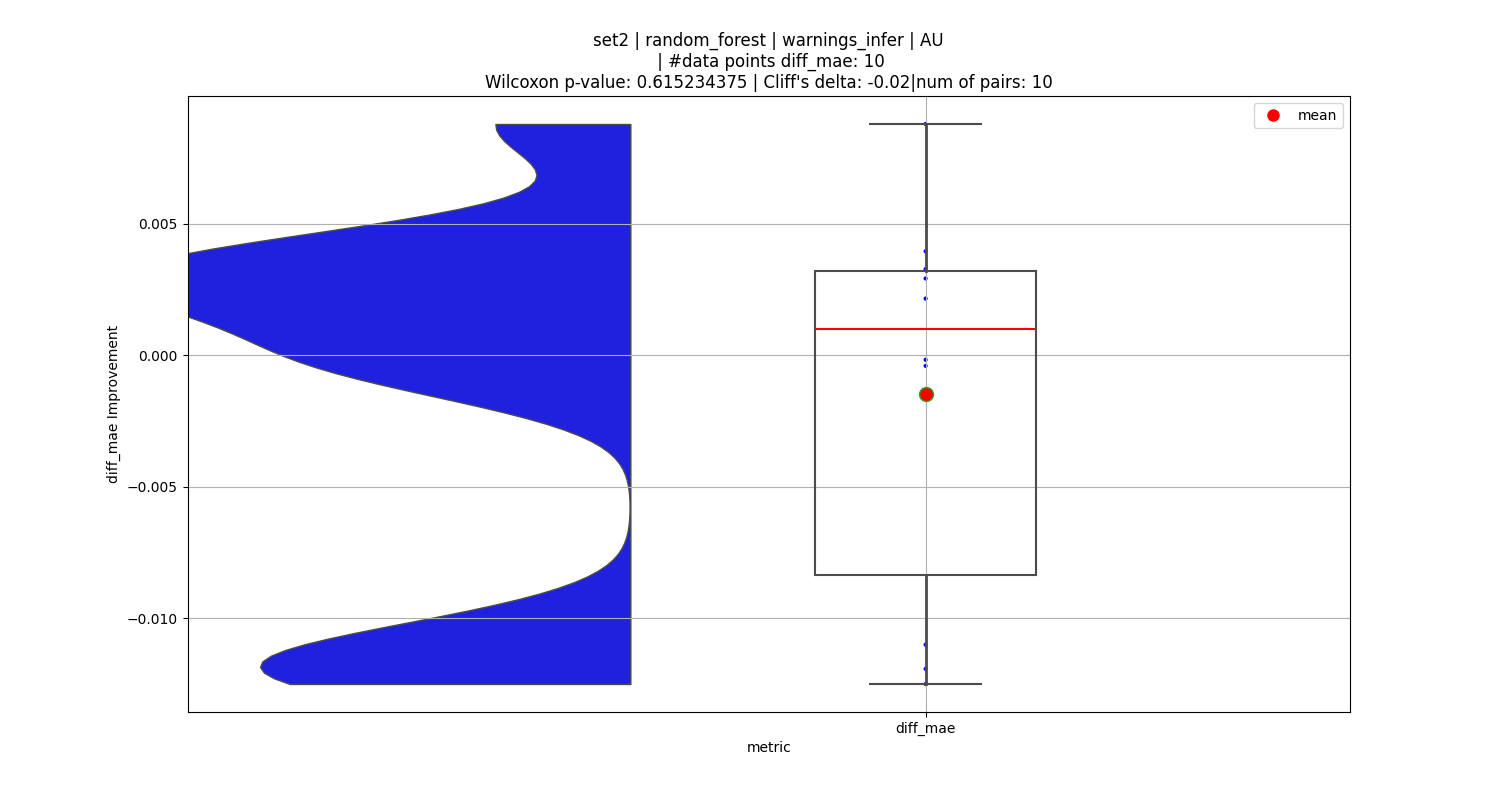 set2 | random_forest | warnings_infer | AU
| #data points diff_mae: 10
Wilcoxon p-value: 0.615234375 | Cliff's delta: -0.02|num of pairs: 10
mean
0.005
0.000
−0.005
−0.010
diff_mae Improvement
diff_mae
metric